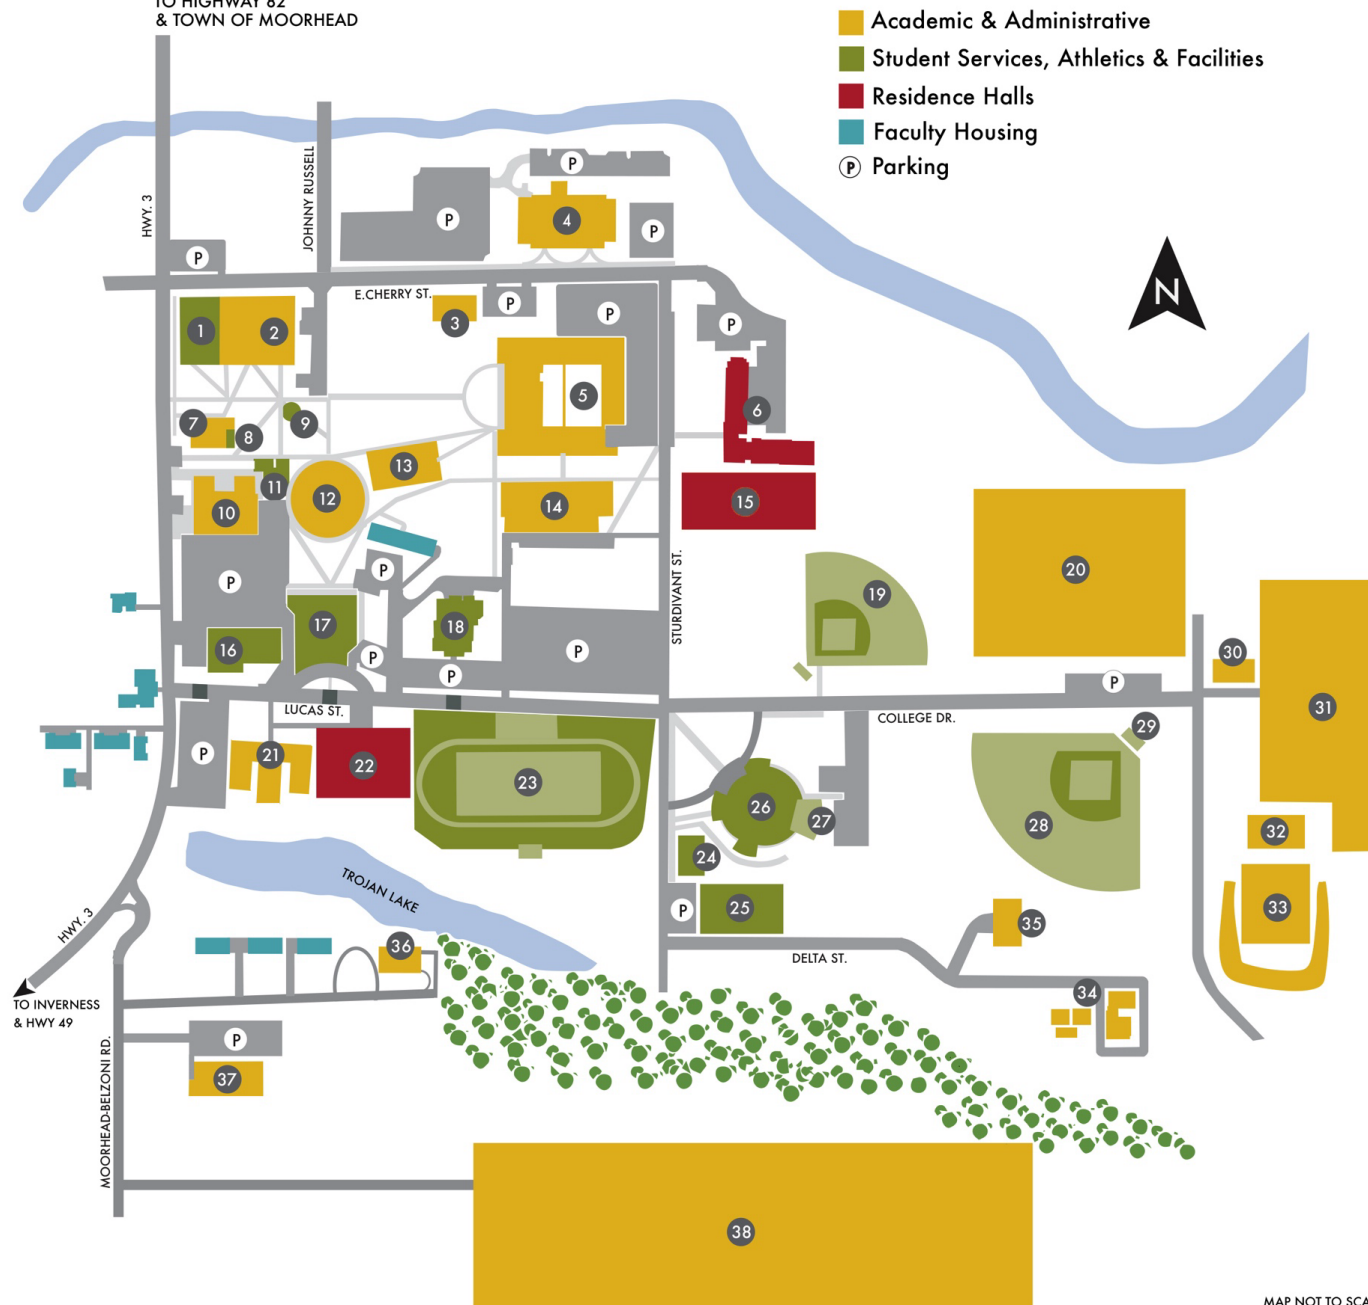 TO HIGHWAY 82
& TOWN OF MOORHEAD
Academic & Administrative
Student Services, Athletics & Facilities
Residence Halls
Faculty Housing
P Parking
HWY. 3
JOHNNY RUSSELL
P
P
4
P
P
N
E.CHERRY ST.
P
P
P
1
2
3
5
6
7
8
9
13
10
11
12
14
15
STURDIVANT ST.
P
P
20
19
16
17
18
P
P
P
30
P
31
LUCAS ST.
COLLEGE DR.
P
21
22
23
29
26
27
28
32
24
TROJAN LAKE
P
25
33
HWY. 3
35
36
DELTA ST.
34
TO INVERNESS
& HWY 49
P
MOORHEAD-BELZONI RD.
37
38
MAP NOT TO SCA